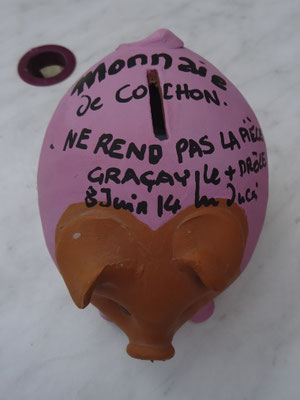 Monnaie
de COCHON.
. NE REND PAS LA PIÈCE
GRAÇAY / Le + DRÔLE
8 Juin 14